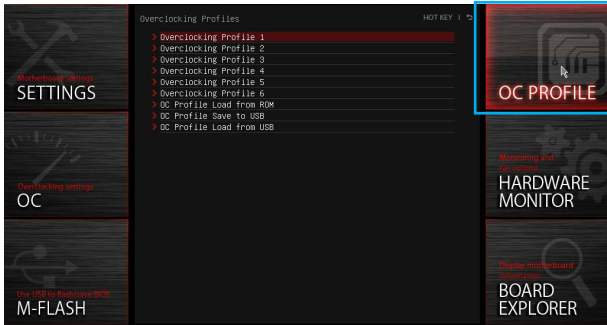 Overclocking Profiles
HOT KEY |
> Overclocking Profile 1
> Overclocking Profile 2
> Overclocking Profile 3
> Overclocking Profile 4
> Overclocking Profile 5
> Overclocking Profile 6
> OC Profile Load from ROM
> OC Profile Save to USB
> OC Profile Load from USB
Motherboard settings
SETTINGS
Overclocking settings
OC
Use USB to flash/save BIOS
M-FLASH
OC PROFILE
Monitoring and
fan control
HARDWARE
MONITOR
Display motherboard
information
BOARD
EXPLORER